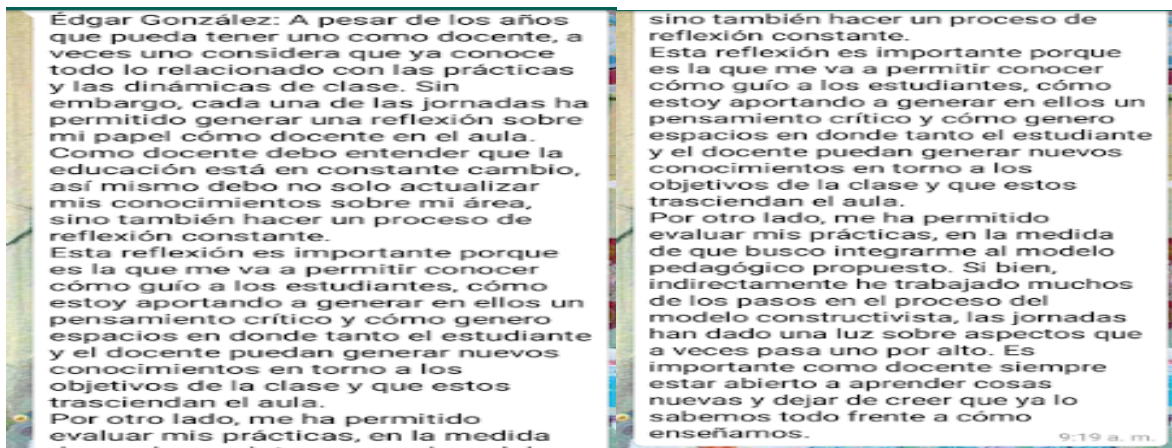 Édgar González: A pesar de los años
que pueda tener uno como docente, a
veces uno considera que ya conoce
todo lo relacionado con las prácticas
y las dinámicas de clase. Sin
embargo, cada una de las jornadas ha
permitido generar una reflexión sobre
mi papel cómo docente en el aula.
Como docente debo entender que la
educación está en constante cambio,
así mismo debo no solo actualizar
mis conocimientos sobre mi área,
sino también hacer un proceso de
reflexión constante.
Esta reflexión es importante porque
es la que me va a permitir conocer
cómo guío a los estudiantes, cómo
estoy aportando a generar en ellos un
pensamiento crítico y cómo genero
espacios en donde tanto el estudiante
y el docente puedan generar nuevos
conocimientos en torno a los
objetivos de la clase y que estos
trasciendan el aula.
Por otro lado, me ha permitido
evaluar mis prácticas, en la medida
sino también hacer un proceso de
reflexión constante.
Esta reflexión es importante porque
es la que me va a permitir conocer
cómo guío a los estudiantes, cómo
estoy aportando a generar en ellos un
pensamiento crítico y cómo genero
espacios en donde tanto el estudiante
y el docente puedan generar nuevos
conocimientos en torno a los
objetivos de la clase y que estos
trasciendan el aula.
Por otro lado, me ha permitido
evaluar mis prácticas, en la medida
de que busco integrarme al modelo
pedagógico propuesto. Si bien,
indirectamente he trabajado muchos
de los pasos en el proceso del
modelo constructivista, las jornadas
han dado una luz sobre aspectos que
a veces pasa uno por alto. Es
importante como docente siempre
estar abierto a aprender cosas
nuevas y dejar de creer que ya lo
sabemos todo frente a cómo
enseñamos.
9:19 a. m.